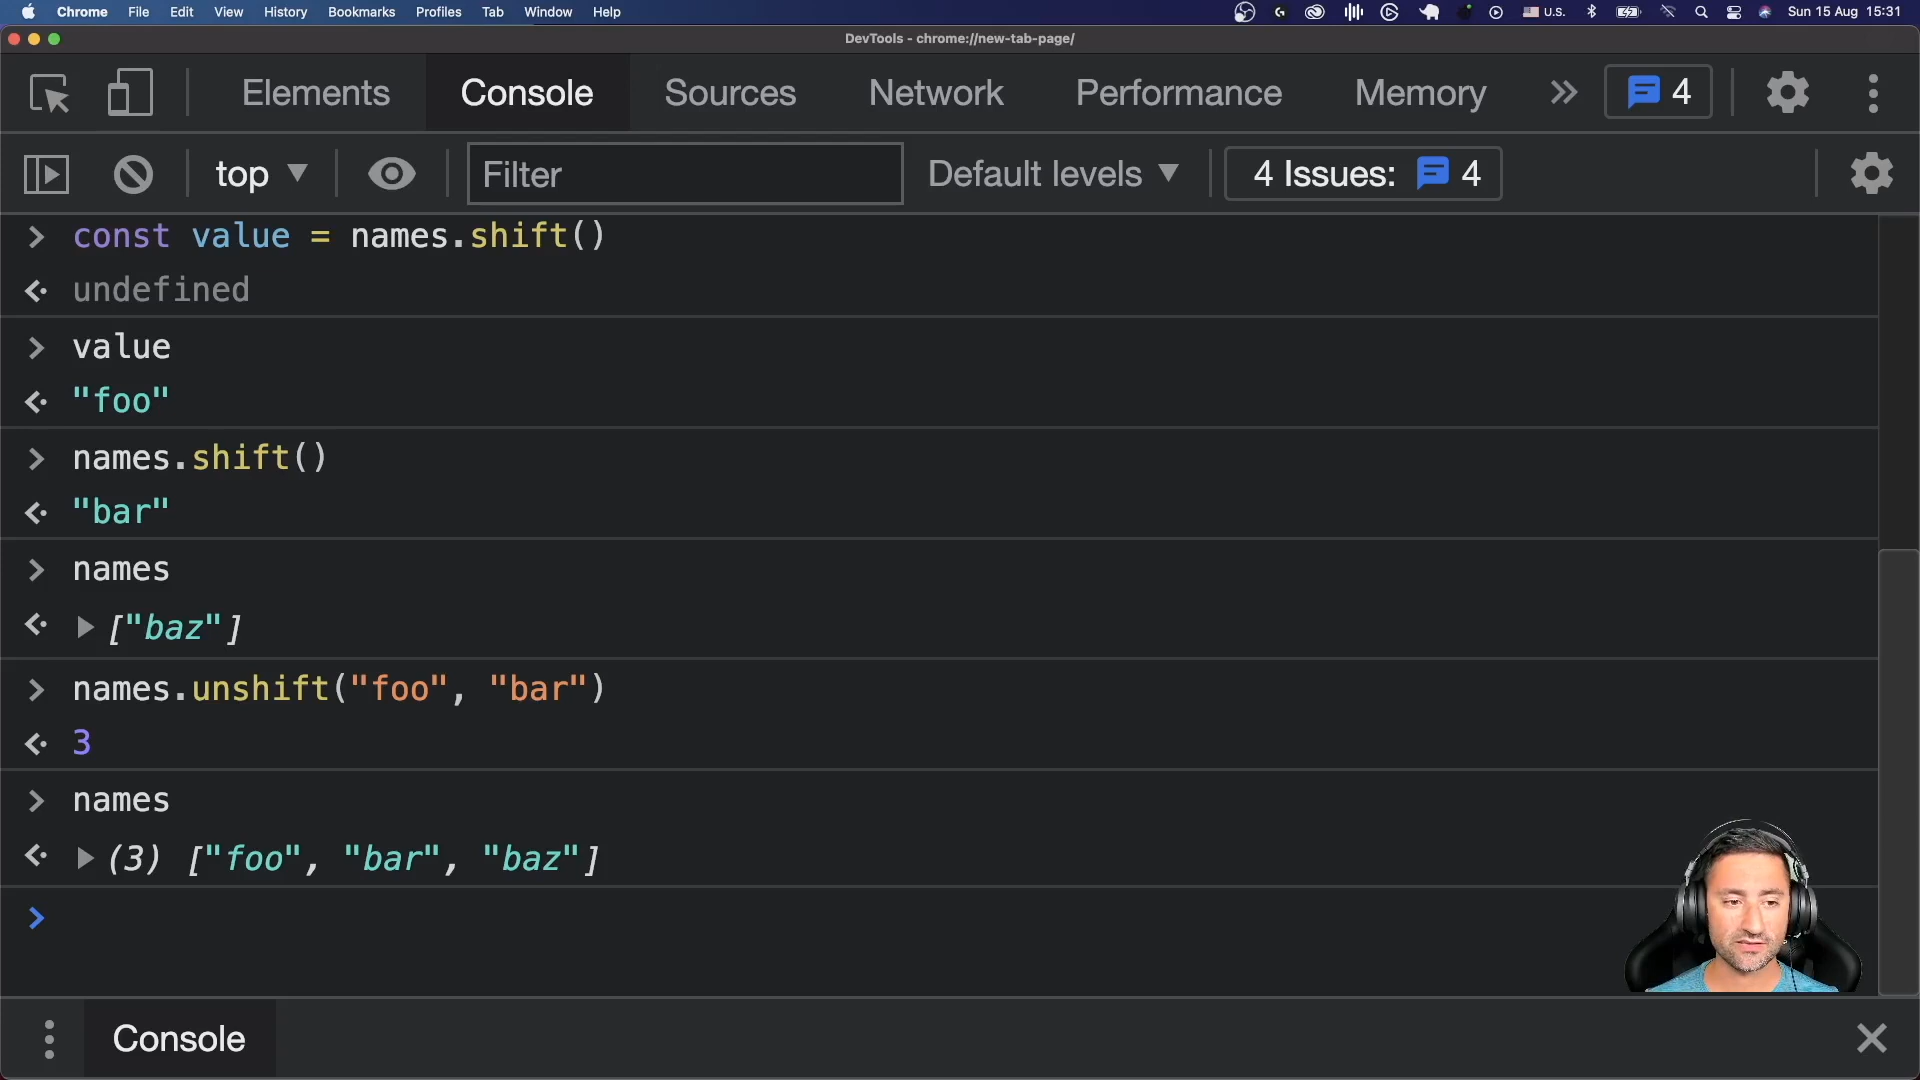 Chrome File Edit View History Bookmarks Profiles Tab Window Help U.S. Sun 15 Aug 15:31
DevTools - chrome://new-tab-page/
Elements Console Sources Network Performance Memory 4
top Filter Default levels 4 Issues: 4
const value = names.shift()
undefined
value
"foo"
names.shift()
"bar"
names
["baz"]
names.unshift("foo", "bar")
3
names
(3) ["foo", "bar", "baz"]
Console